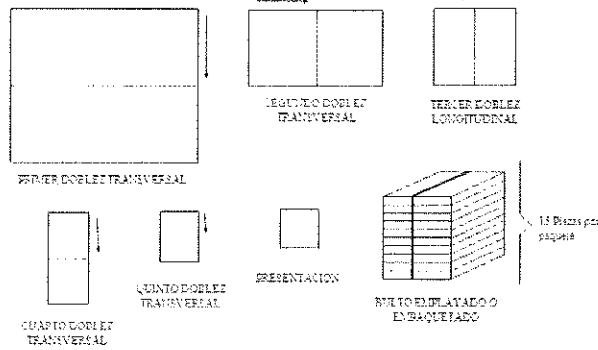 PRIMER DOBLEZ TRANSVERSAL
SEGUNDO DOBLEZ
TRANSVERSAL
TERCER DOBLEZ
LONGITUDINAL
CUARTO DOBLEZ
TRANSVERSAL
QUINTO DOBLEZ
TRANSVERSAL
PRESENTACION
BULTO EMPLAYADO O
EMPAQUETADO
15 Piezas por
paquete